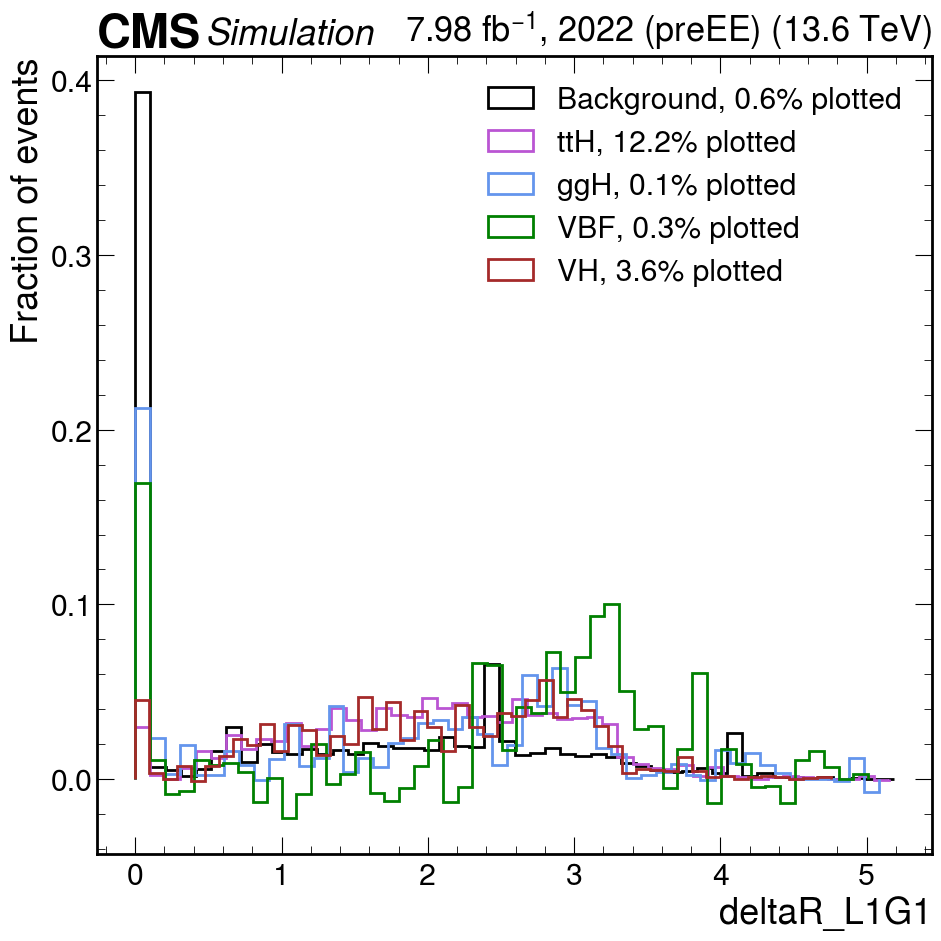 CMS Simulation 7.98 fb⁻¹, 2022 (preEE) (13.6 TeV)
Fraction of events
Background, 0.6% plotted
ttH, 12.2% plotted
ggH, 0.1% plotted
VBF, 0.3% plotted
VH, 3.6% plotted
0.4
0.3
0.2
0.1
0.0
0 1 2 3 4 5
deltaR_L1G1